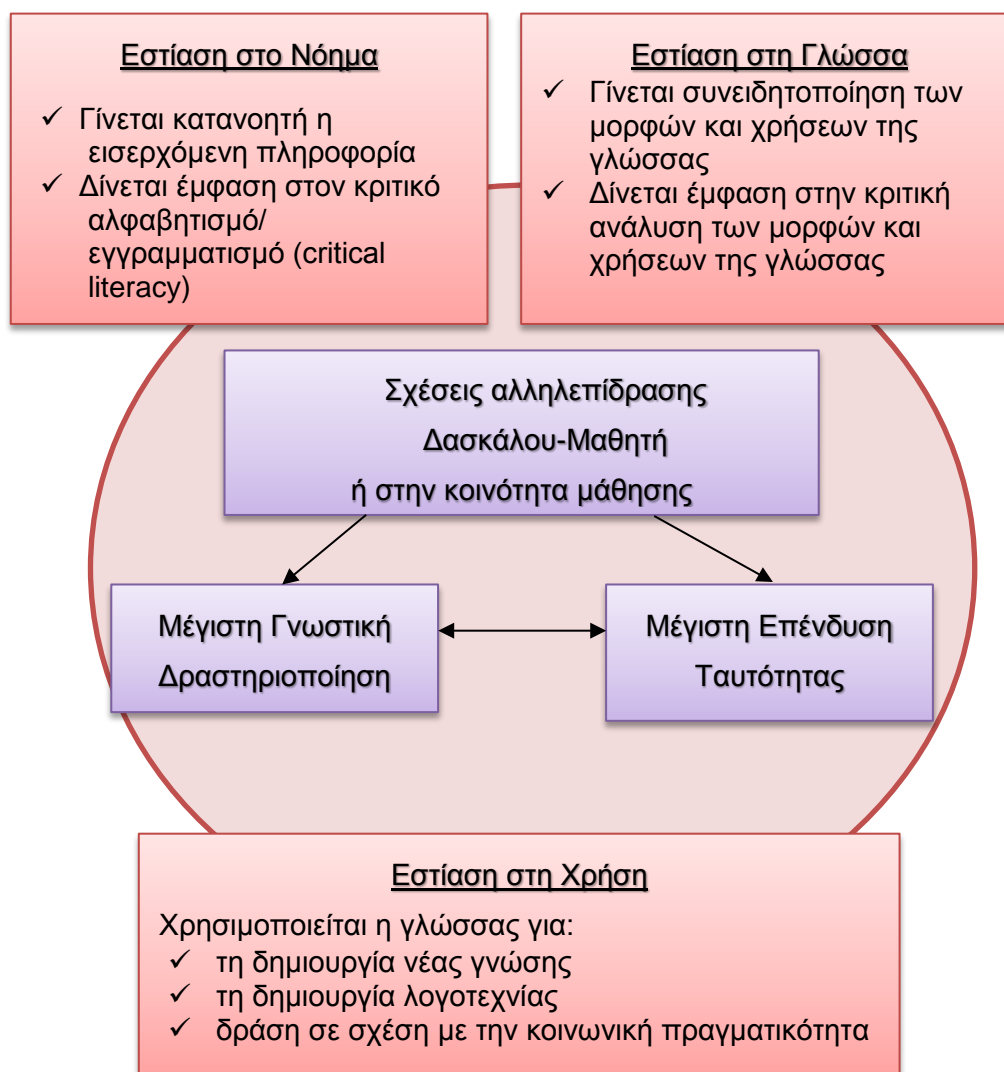 Εστίαση στο Νόημα
✓ Γίνεται κατανοητή η
εισερχόμενη πληροφορία
✓ Δίνεται έμφαση στον κριτικό
αλφαβητισμό/
εγγραμματισμό (critical
literacy)
Εστίαση στη Γλώσσα
✓ Γίνεται συνειδητοποίηση των
μορφών και χρήσεων της
γλώσσας
✓ Δίνεται έμφαση στην κριτική
ανάλυση των μορφών και
χρήσεων της γλώσσας
Σχέσεις αλληλεπίδρασης
Δασκάλου-Μαθητή
ή στην κοινότητα μάθησης
Μέγιστη Γνωστική
Δραστηριοποίηση
Μέγιστη Επένδυση
Ταυτότητας
Εστίαση στη Χρήση
Χρησιμοποιείται η γλώσσας για:
✓ τη δημιουργία νέας γνώσης
✓ τη δημιουργία λογοτεχνίας
✓ δράση σε σχέση με την κοινωνική πραγματικότητα